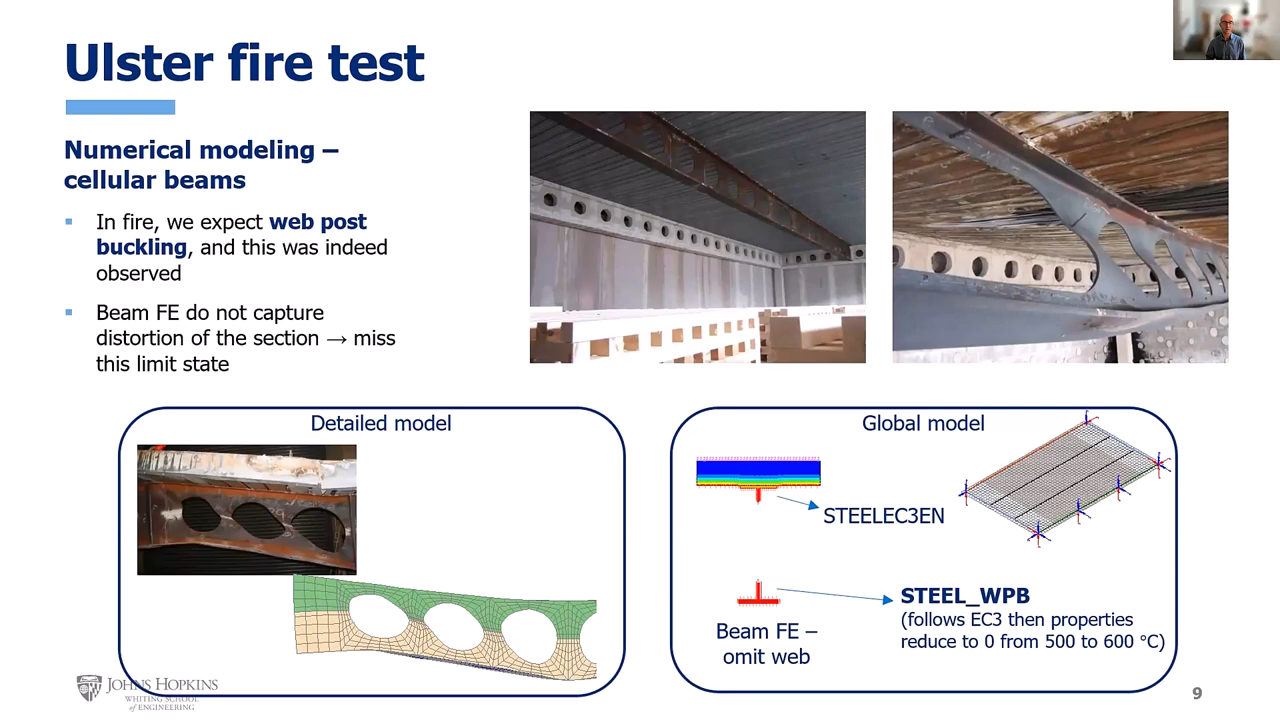 Ulster fire test
Numerical modeling –
cellular beams
In fire, we expect web post
buckling, and this was indeed
observed
Beam FE do not capture
distortion of the section → miss
this limit state
Detailed model
Global model
STEELEC3EN
STEEL_WPB
(follows EC3 then properties
reduce to 0 from 500 to 600 °C)
Beam FE –
omit web
JOHNS HOPKINS
WHITING SCHOOL
of ENGINEERING
9